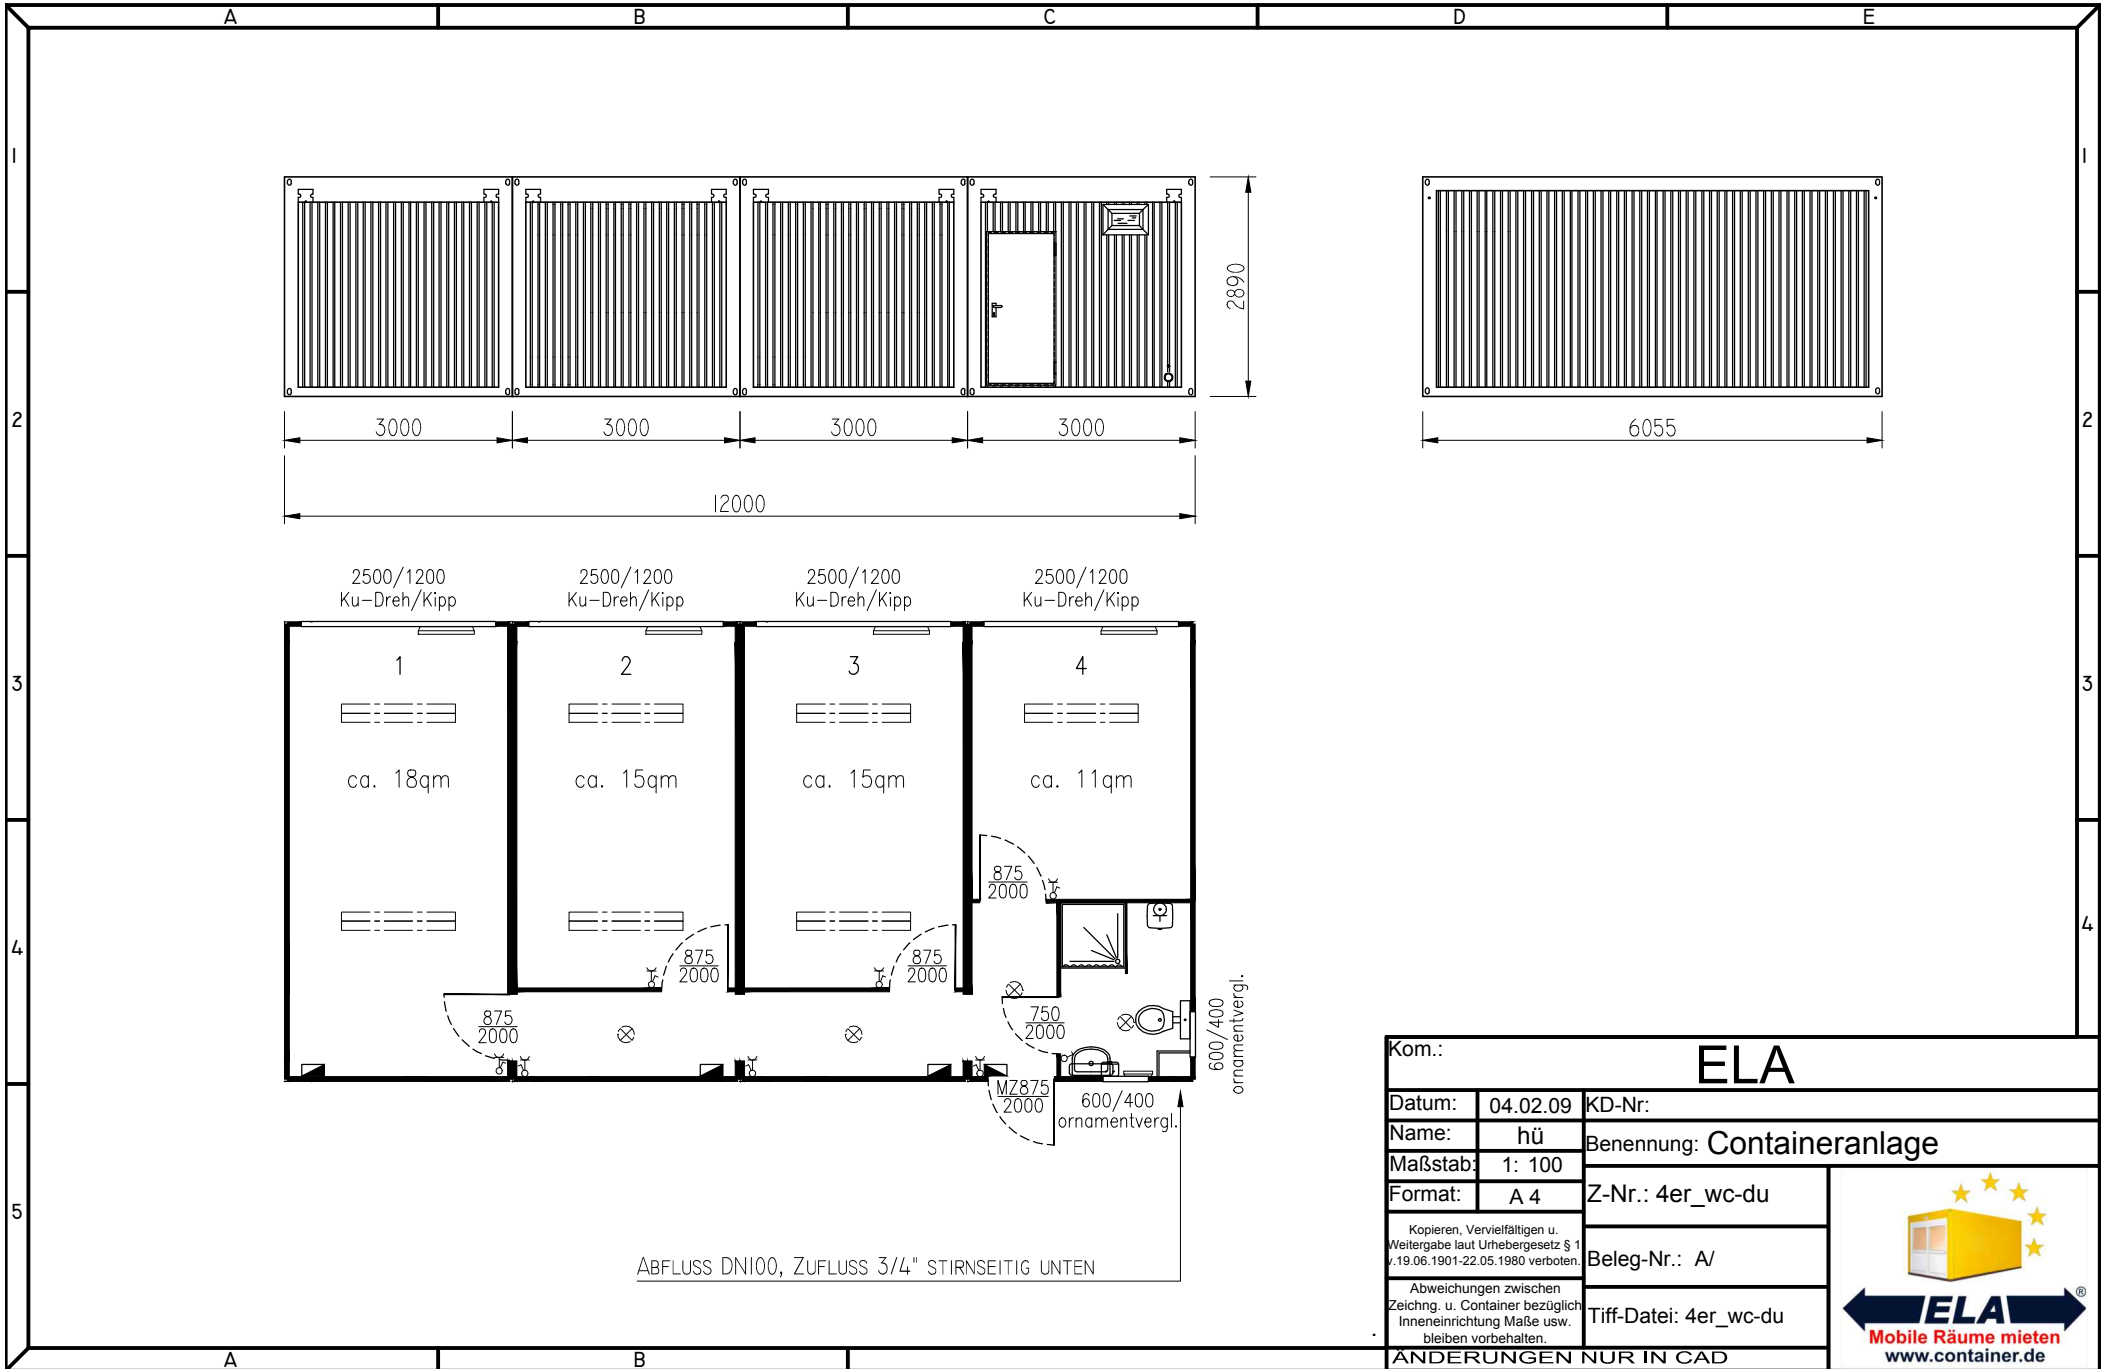 A B C D E
1 1
2890
3000 3000 3000 3000
6055
2 2
12000
2500/1200 2500/1200 2500/1200 2500/1200
Ku-Dreh/Kipp Ku-Dreh/Kipp Ku-Dreh/Kipp Ku-Dreh/Kipp
1 2 3 4
3 3
ca. 18qm ca. 15qm ca. 15qm ca. 11qm
875
2000
4 4
875
2000
875
2000
875
2000
750
2000
600/400
ornamentvergl.
MZ875
2000
600/400
ornamentvergl.
5
ABFLUSS DN100, ZUFLUSS 3/4" STIRNSEITIG UNTEN
Kom.: ELA
Datum: 04.02.09 KD-Nr:
Name: hü
Benennung: Containeranlage
Maßstab: 1: 100
Format: A 4
Z-Nr.: 4er_wc-du
Kopieren, Vervielfältigen u.
Weitergabe laut Urhebergesetz § 1
v.19.06.1901-22.05.1980 verboten.
Beleg-Nr.: A/
Abweichungen zwischen
Zeichng. u. Container bezüglich
Inneneinrichtung Maße usw.
bleiben vorbehalten.
Tiff-Datei: 4er_wc-du
ÄNDERUNGEN NUR IN CAD
ELA ®
Mobile Räume mieten
www.container.de
A B